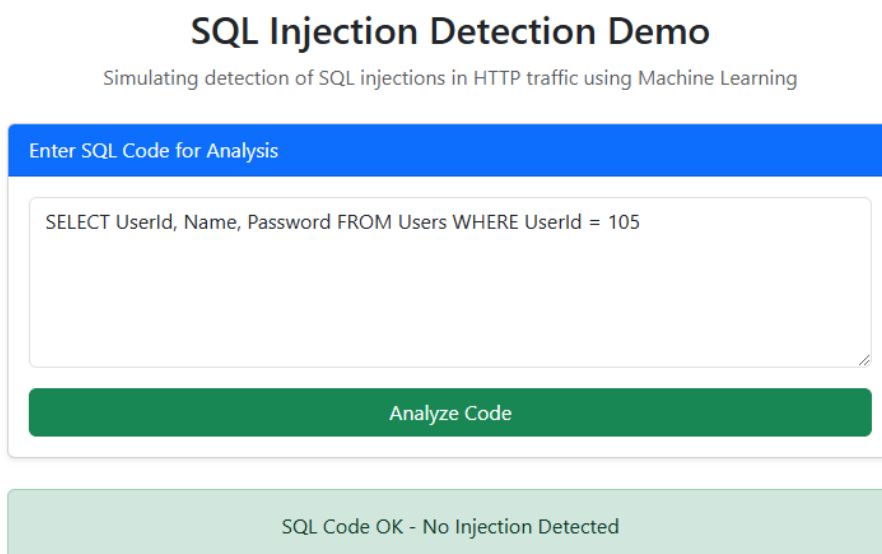 SQL Injection Detection Demo
Simulating detection of SQL injections in HTTP traffic using Machine Learning
Enter SQL Code for Analysis
SELECT UserId, Name, Password FROM Users WHERE UserId = 105
Analyze Code
SQL Code OK - No Injection Detected